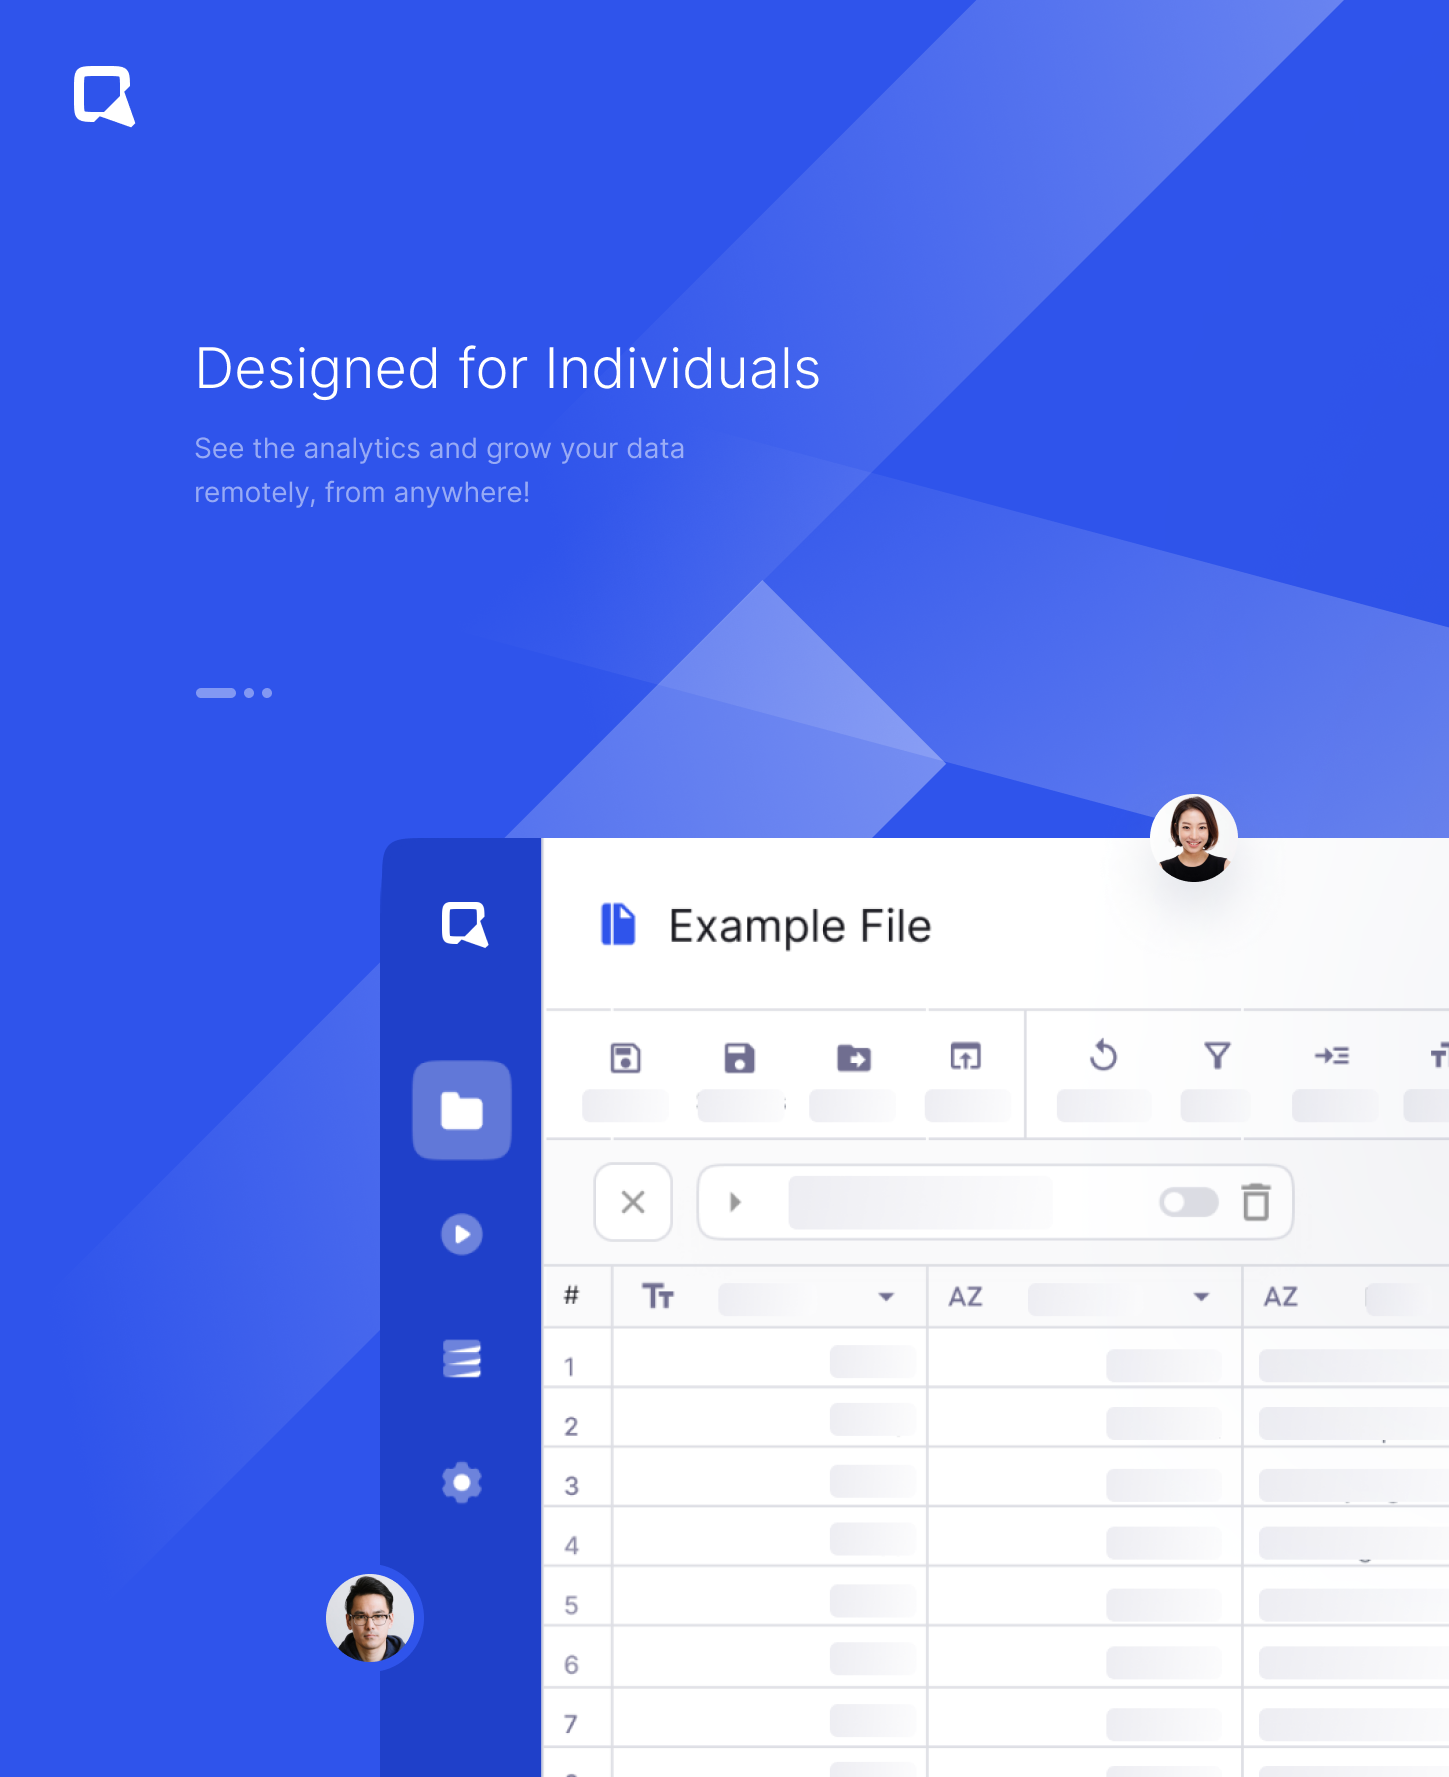 Designed for Individuals
See the analytics and grow your data
remotely, from anywhere!
Example File
# Tт AZ AZ
1
2
3
4
5
6
7